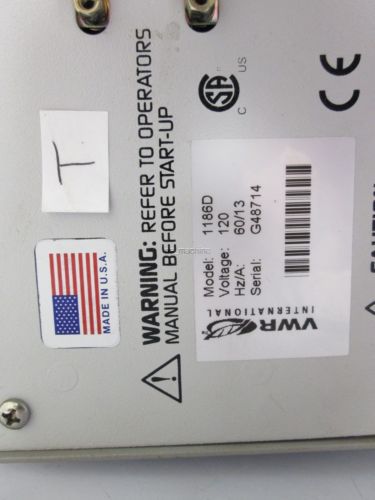 T
MADE IN U.S.A.
WARNING: REFER TO OPERATORS
MANUAL BEFORE START-UP
C
US
CE
VWR
INTERNATIONAL
Model: 1186D
Voltage: 120
Hz/A: 60/13
Serial: G48714